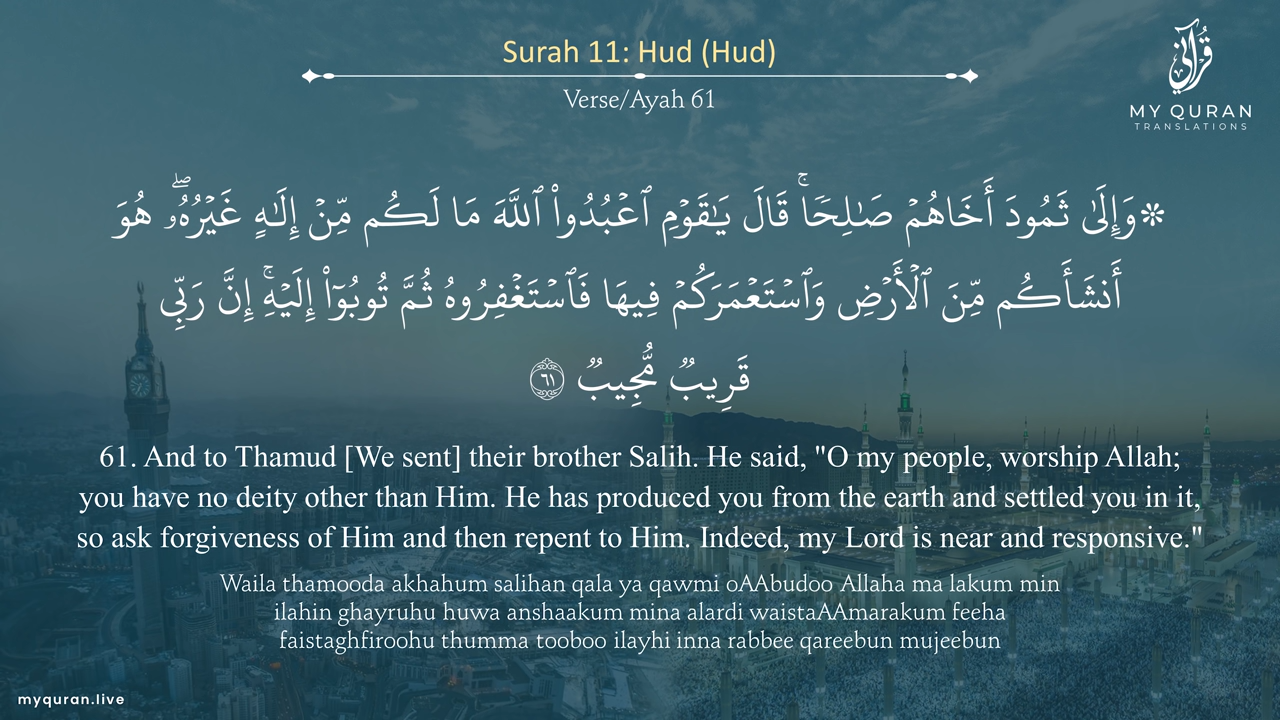 Surah 11: Hud (Hud)
Verse/Ayah 61
قرآني
MY QURAN
TRANSLATIONS
۞وَإِلَىٰ ثَمُودَ أَخَاهُمۡ صَٰلِحٗاۚ قَالَ يَٰقَوۡمِ ٱعۡبُدُواْ ٱللَّهَ مَا لَكُم مِّنۡ إِلَٰهٍ غَيۡرُهُۥۖ هُوَ
أَنشَأَكُم مِّنَ ٱلۡأَرۡضِ وَٱسۡتَعۡمَرَكُمۡ فِيهَا فَٱسۡتَغۡفِرُوهُ ثُمَّ تُوبُوٓاْ إِلَيۡهِۚ إِنَّ رَبِّي
قَرِيبٞ مُّجِيبٞ ٦١
61. And to Thamud [We sent] their brother Salih. He said, "O my people, worship Allah;
you have no deity other than Him. He has produced you from the earth and settled you in it,
so ask forgiveness of Him and then repent to Him. Indeed, my Lord is near and responsive."
Waila thamooda akhahum salihan qala ya qawmi oAAbudoo Allaha ma lakum min
ilahin ghayruhu huwa anshaakum mina alardi waistaAAmarakum feeha
faistaghfiroohu thumma tooboo ilayhi inna rabbee qareebun mujeebun
myquran.live